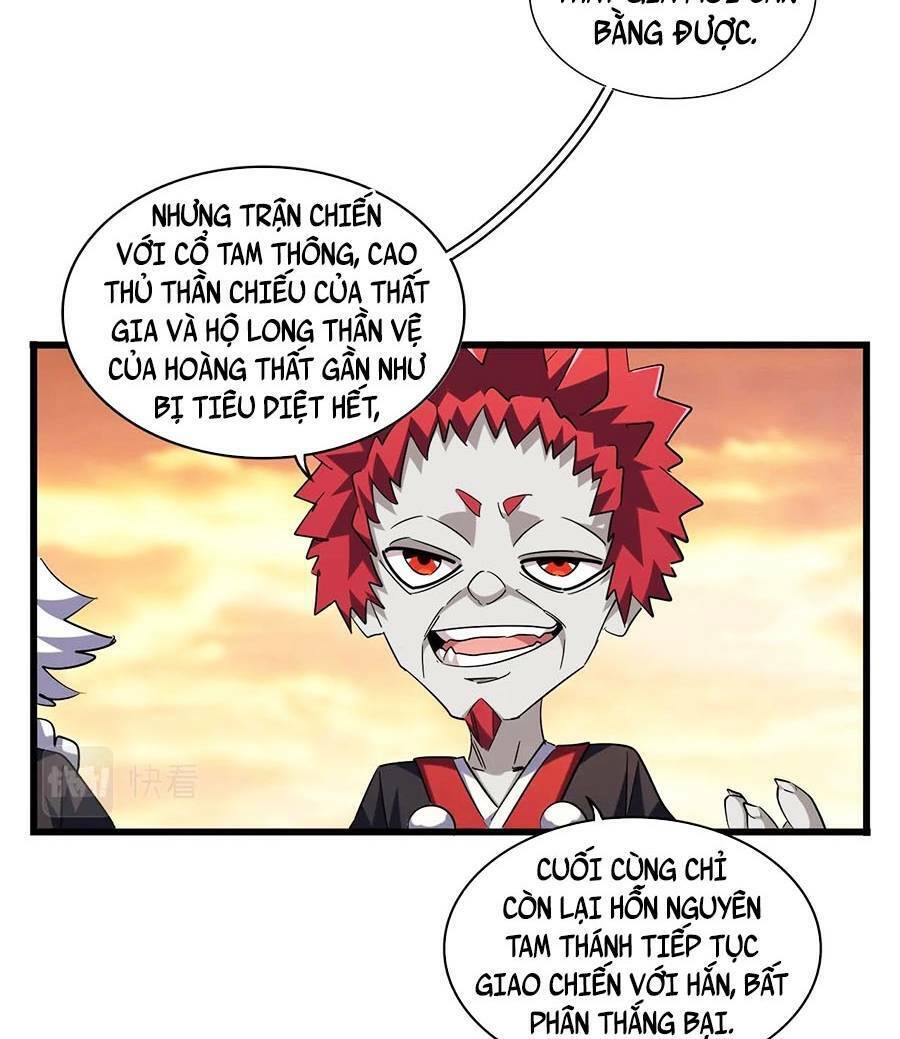 BẰNG ĐƯỢC.
NHƯNG TRẬN CHIẾN
VỚI CỔ TAM THÔNG, CAO
THỦ THẦN CHIẾU CỦA THẤT
GIA VÀ HỘ LONG THẦN VỆ
CỦA HOÀNG THẤT GẦN NHƯ
BỊ TIÊU DIỆT HẾT,
快看
CUỐI CÙNG CHỈ
CÒN LẠI HỖN NGUYÊN
TAM THÁNH TIẾP TỤC
GIAO CHIẾN VỚI HẮN, BẤT
PHÂN THẮNG BẠI.